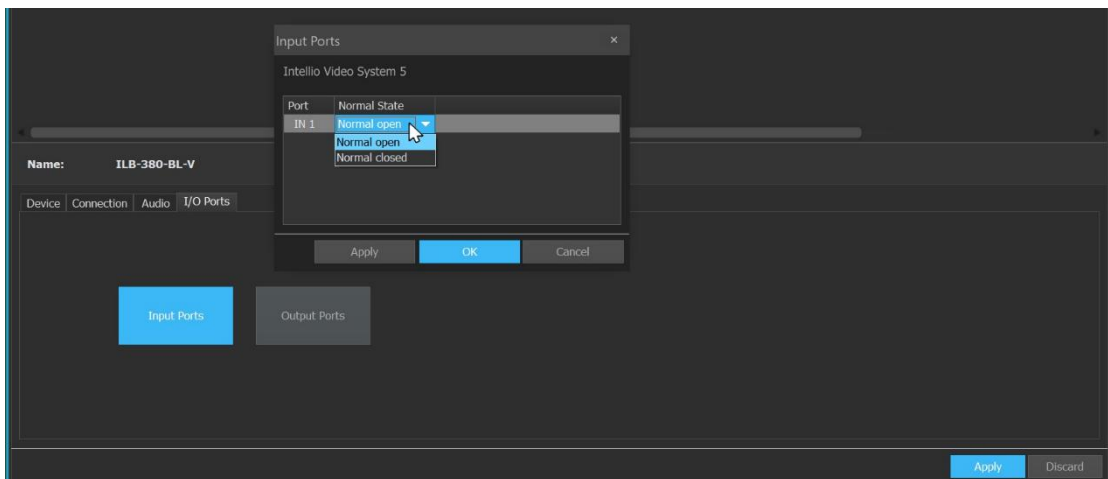 Input Ports
Intellio Video System 5
Port Normal State
IN 1 Normal open
Normal open
Normal closed
Apply OK Cancel
Name: ILB-380-BL-V
Device Connection Audio I/O Ports
Input Ports Output Ports
Apply Discard